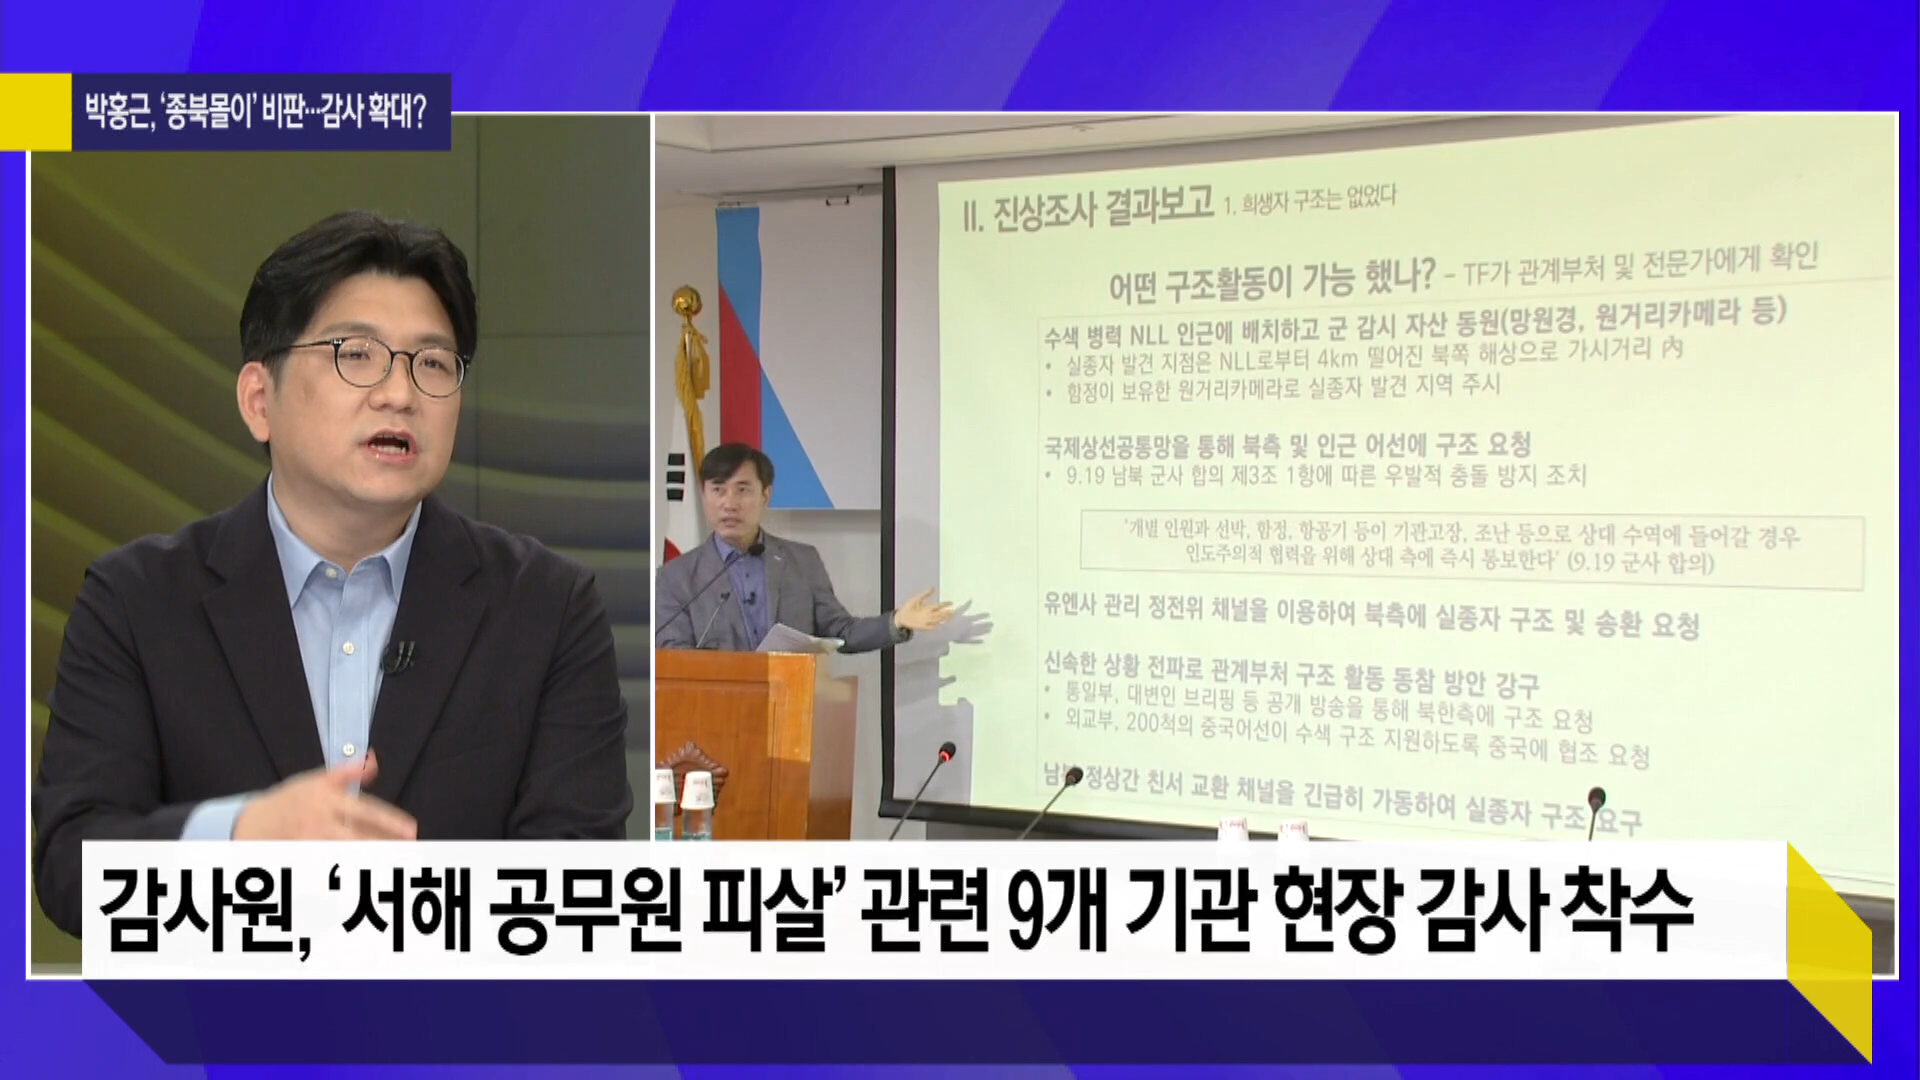 박홍근, ‘종북몰이’ 비판…감사 확대?
II. 진상조사 결과보고 1. 희생자 구조는 없었다
어떤 구조활동이 가능 했나? – TF가 관계부처 및 전문가에게 확인
수색 병력 NLL 인근에 배치하고 군 감시 자산 동원(망원경, 원거리카메라 등)
• 실종자 발견 지점은 NLL로부터 4km 떨어진 북쪽 해상으로 가시거리 內
• 함정이 보유한 원거리카메라로 실종자 발견 지역 주시
국제상선공통망을 통해 북측 및 인근 어선에 구조 요청
• 9.19 남북 군사 합의 제3조 1항에 따른 우발적 충돌 방지 조치
'개별 인원과 선박, 함정, 항공기 등이 기관고장, 조난 등으로 상대 수역에 들어갈 경우
인도주의적 협력을 위해 상대 측에 즉시 통보한다' (9.19 군사 합의)
유엔사 관리 정전위 채널을 이용하여 북측에 실종자 구조 및 송환 요청
신속한 상황 전파로 관계부처 구조 활동 동참 방안 강구
• 통일부, 대변인 브리핑 등 공개 방송을 통해 북한측에 구조 요청
• 외교부, 200척의 중국어선이 수색 구조 지원하도록 중국에 협조 요청
남북 정상간 친서 교환 채널을 긴급히 가동하여 실종자 구조 요구
감사원, ‘서해 공무원 피살’ 관련 9개 기관 현장 감사 착수